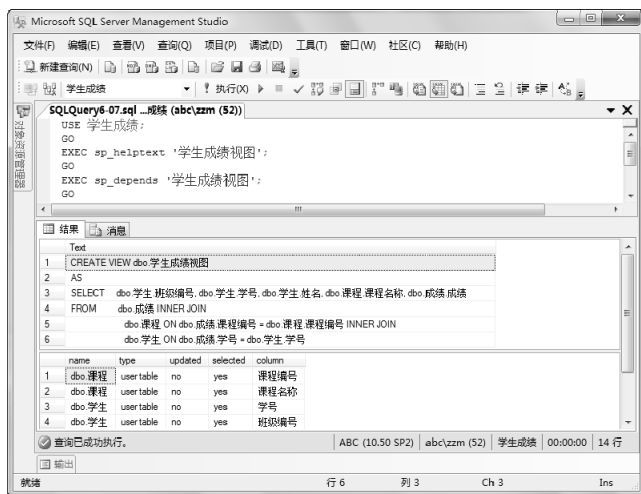 Microsoft SQL Server Management Studio
文件(F) 编辑(E) 查看(V) 查询(Q) 项目(P) 调试(D) 工具(T) 窗口(W) 社区(C) 帮助(H)
新建查询(N)
学生成绩 执行(X)
对象资源管理器
SQLQuery6-07.sql ...成绩 (abc\zzm (52))
USE 学生成绩;
GO
EXEC sp_helptext '学生成绩视图';
GO
EXEC sp_depends '学生成绩视图';
GO
结果 消息
Text
1 CREATE VIEW dbo.学生成绩视图
2 AS
3 SELECT dbo.学生.班级编号, dbo.学生.学号, dbo.学生.姓名, dbo.课程.课程名称, dbo.成绩.成绩
4 FROM dbo.成绩 INNER JOIN
5 dbo.课程 ON dbo.成绩.课程编号 = dbo.课程.课程编号 INNER JOIN
6 dbo.学生 ON dbo.成绩.学号 = dbo.学生.学号
name type updated selected column
1 dbo.课程 user table no yes 课程编号
2 dbo.课程 user table no yes 课程名称
3 dbo.学生 user table no yes 学号
4 dbo.学生 user table no yes 班级编号
查询已成功执行。 ABC (10.50 SP2) abc\zzm (52) 学生成绩 00:00:00 14 行
输出
就绪 行 6 列 3 Ch 3 Ins